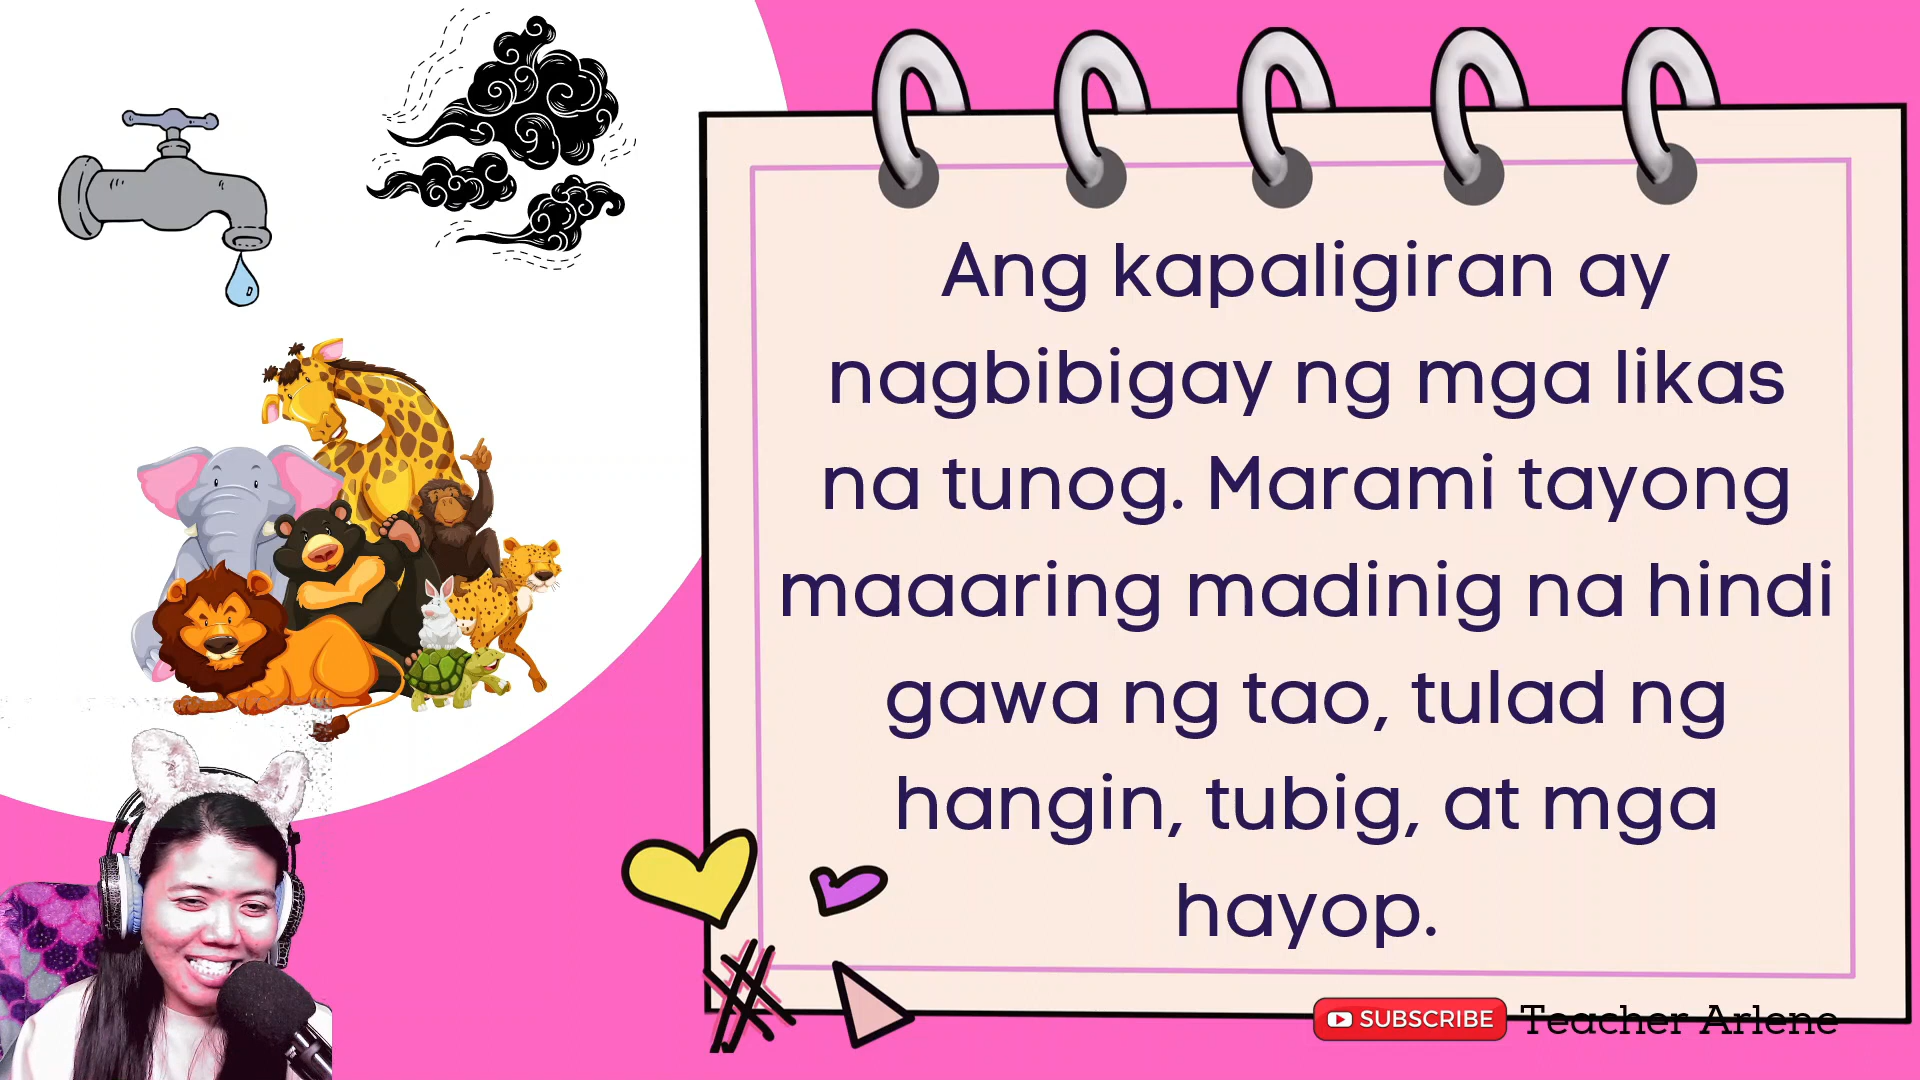 Ang kapaligiran ay
nagbibigay ng mga likas
na tunog. Marami tayong
maaaring madinig na hindi
gawa ng tao, tulad ng
hangin, tubig, at mga
hayop.
SUBSCRIBE Teacher Arlene